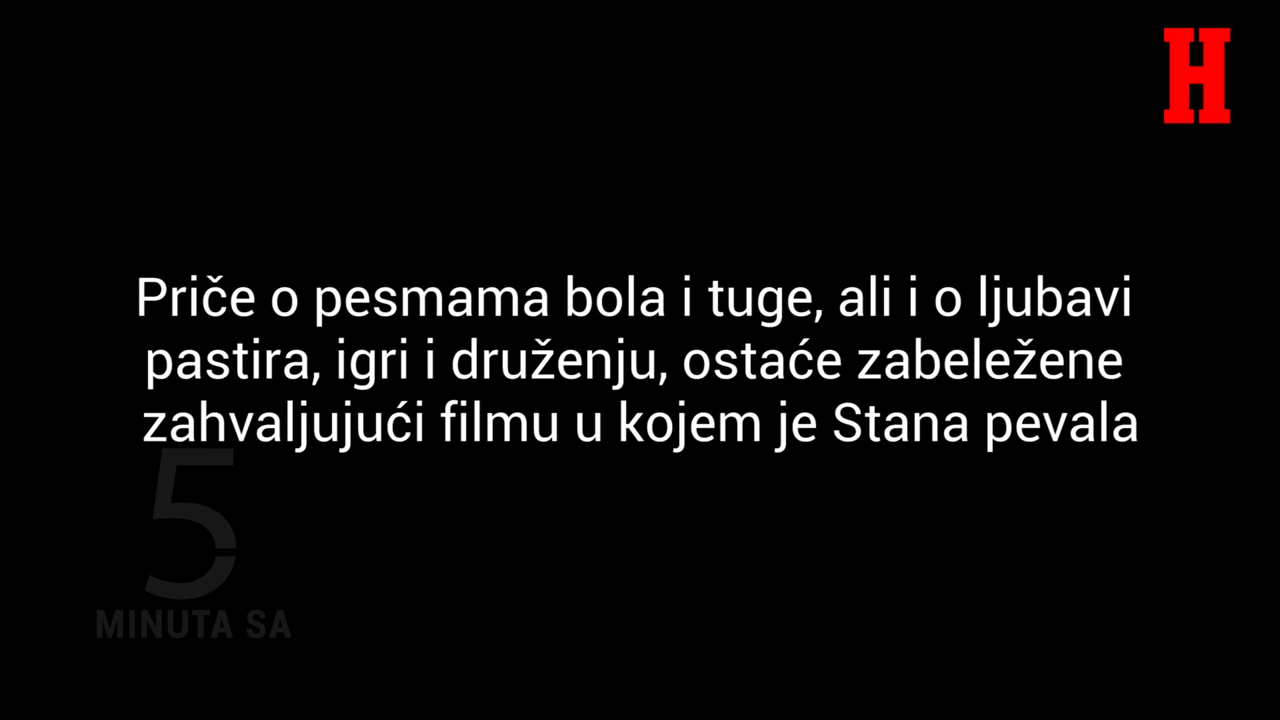 H
Priče o pesmama bola i tuge, ali i o ljubavi
pastira, igri i druženju, ostaće zabeležene
zahvaljujući filmu u kojem je Stana pevala
5
MINUTA SA